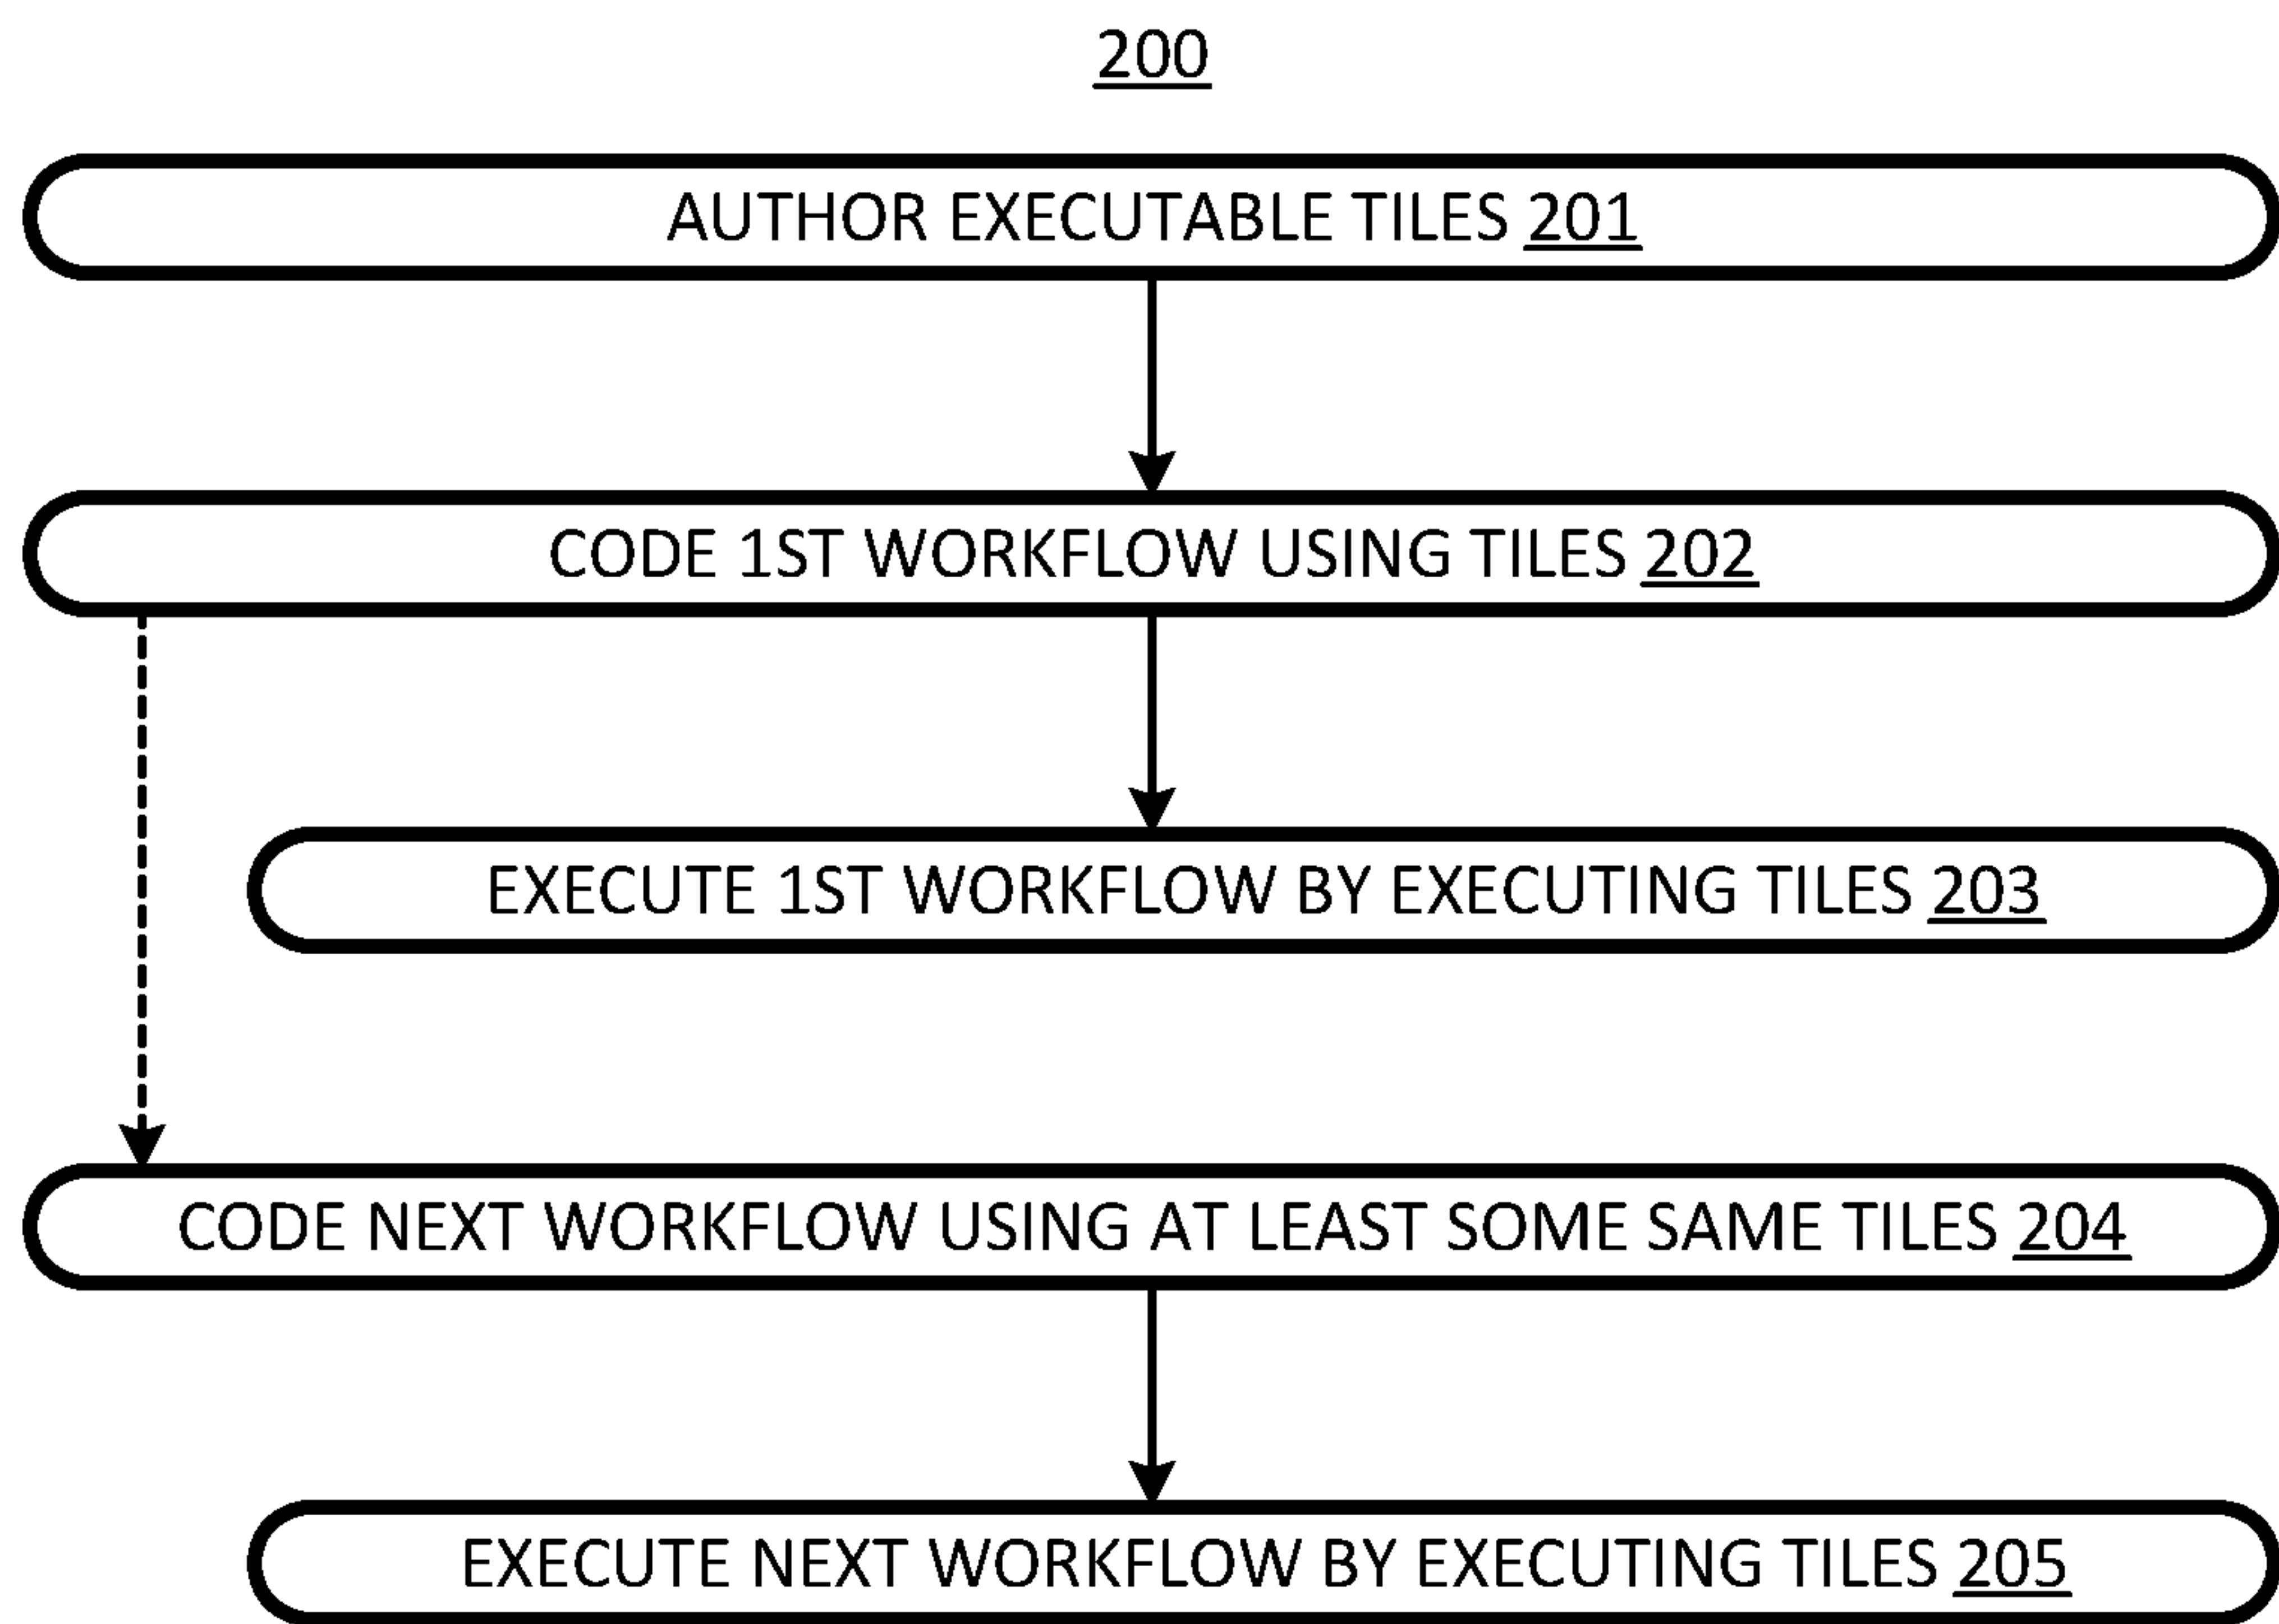 200
AUTHOR EXECUTABLE TILES 201
CODE 1ST WORKFLOW USING TILES 202
EXECUTE 1ST WORKFLOW BY EXECUTING TILES 203
CODE NEXT WORKFLOW USING AT LEAST SOME SAME TILES 204
EXECUTE NEXT WORKFLOW BY EXECUTING TILES 205